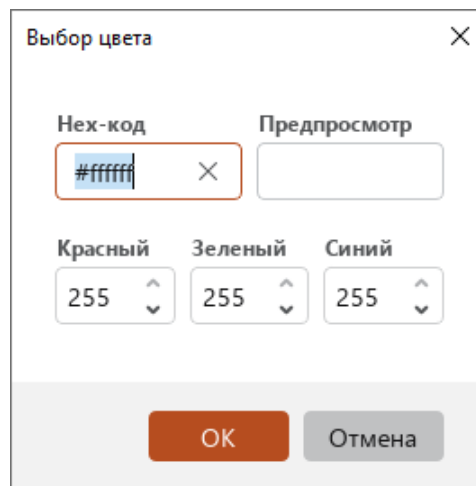 Выбор цвета
Hex-код Предпросмотр
#ffffff
Красный Зеленый Синий
255 255 255
OK Отмена